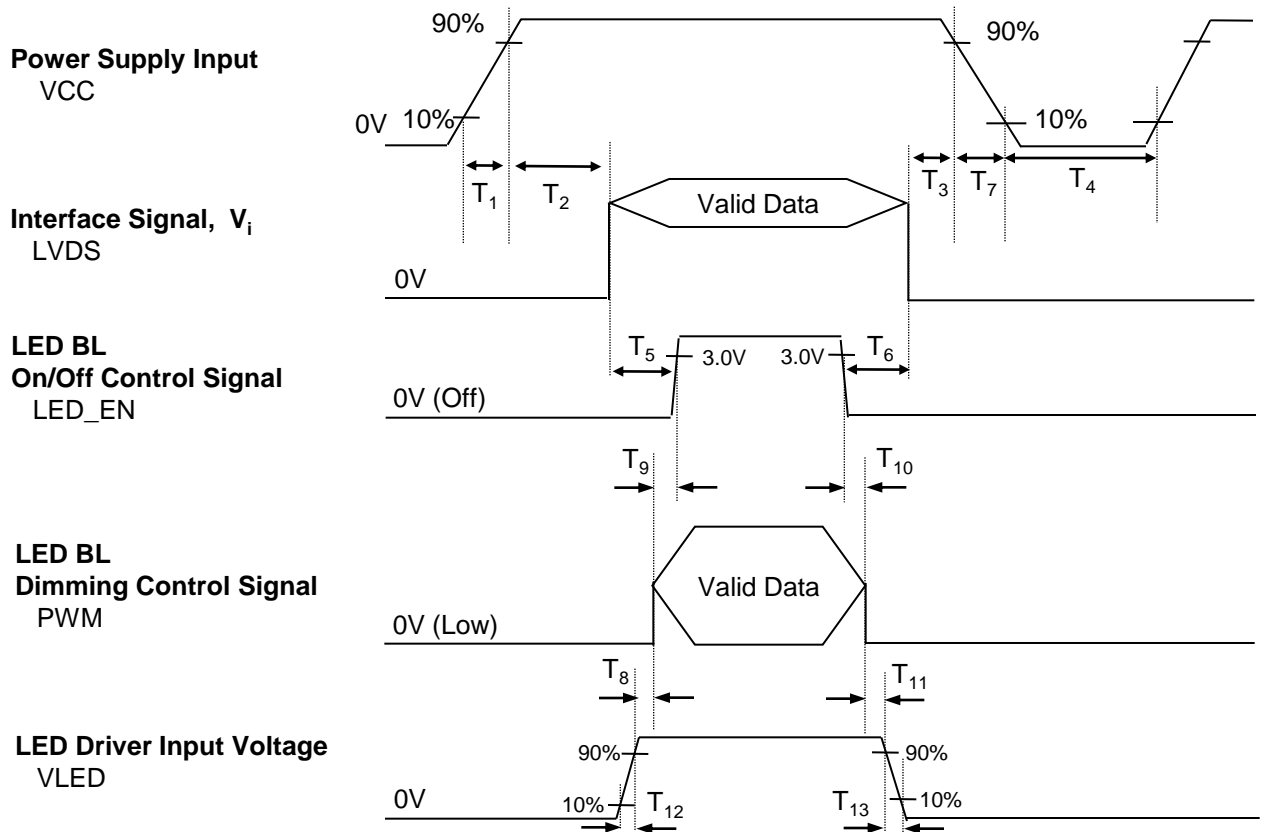 90%
90%
Power Supply Input
VCC
0V
10%
10%
T1
T2
T3
T7
T4
Valid Data
Interface Signal, Vi
LVDS
0V
LED BL
On/Off Control Signal
LED_EN
T5
3.0V
3.0V
T6
0V (Off)
T9
T10
LED BL
Dimming Control Signal
PWM
Valid Data
0V (Low)
T8
T11
LED Driver Input Voltage
VLED
90%
90%
0V
10%
T12
T13
10%